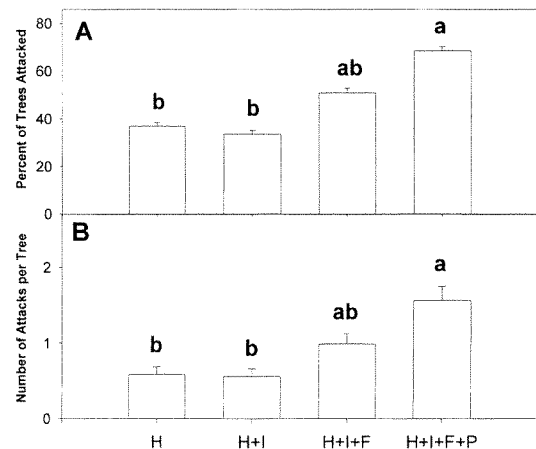 A
Percent of Trees Attacked
80
60
40
20
0
b
b
ab
a
B
Number of Attacks per Tree
2
1
0
b
b
ab
a
H
H+I
H+I+F
H+I+F+P